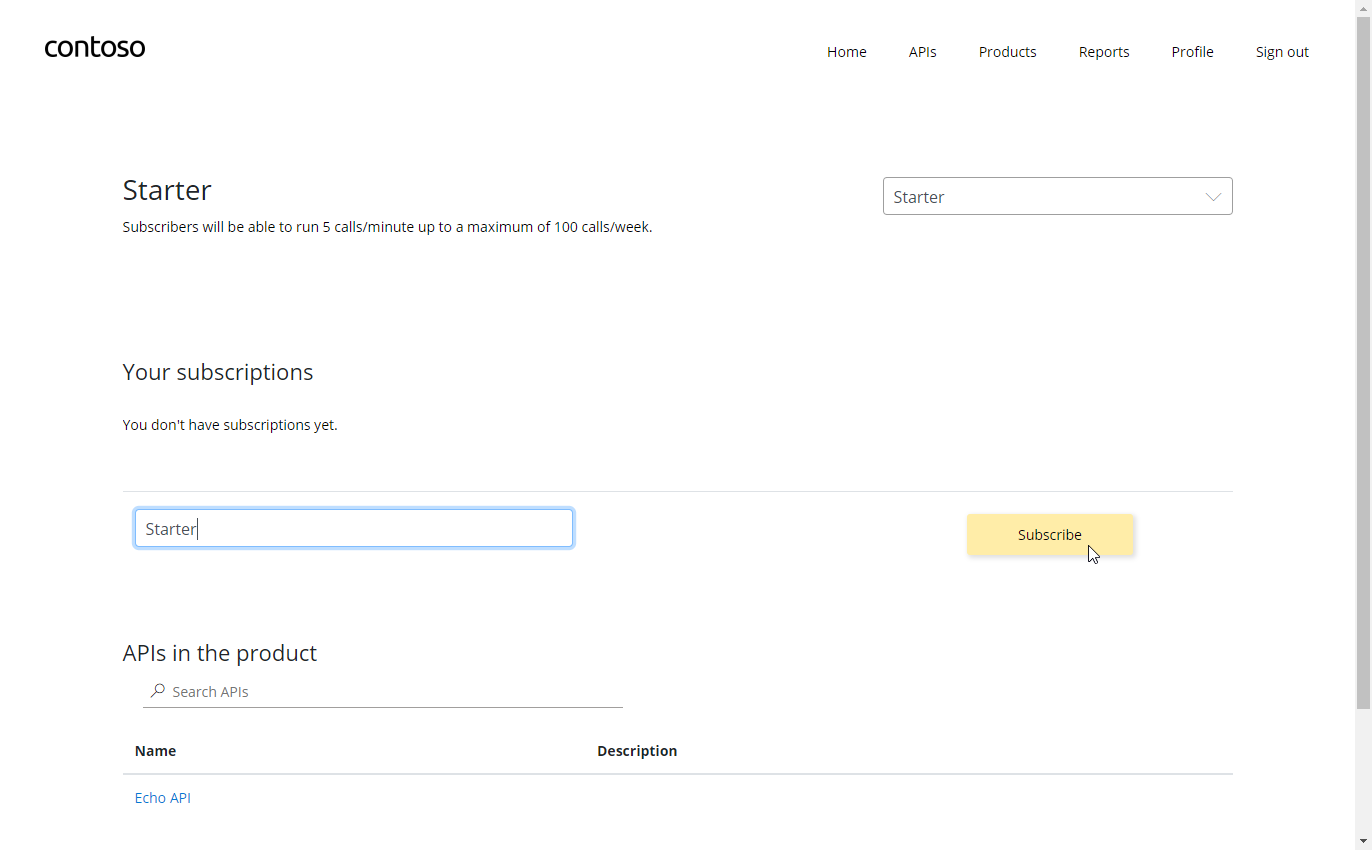 contoso
Home APIs Products Reports Profile Sign out
Starter
Starter
Subscribers will be able to run 5 calls/minute up to a maximum of 100 calls/week.
Your subscriptions
You don't have subscriptions yet.
Starter
Subscribe
APIs in the product
Search APIs
Name Description
Echo API